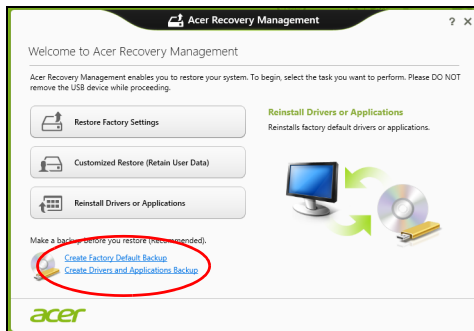 Acer Recovery Management
? X
Welcome to Acer Recovery Management
Acer Recovery Management enables you to restore your system. To begin, select the task you want to perform. Please DO NOT
remove the USB device while proceeding.
Restore Factory Settings
Customized Restore (Retain User Data)
Reinstall Drivers or Applications
Reinstall Drivers or Applications
Reinstalls factory default drivers or applications.
Make a backup before you restore (Recommended).
Create Factory Default Backup
Create Drivers and Applications Backup
acer